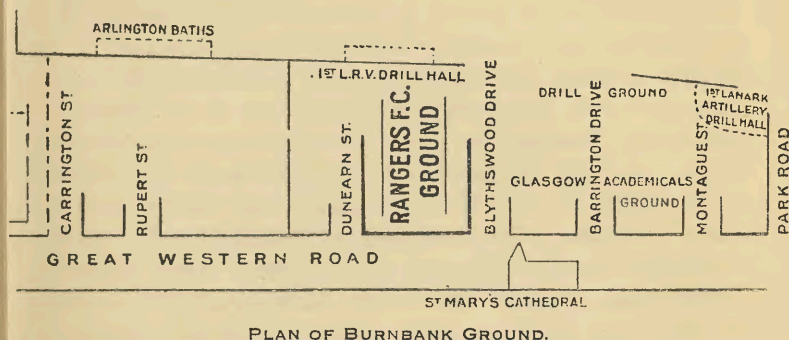 ARLINGTON BATHS
1ST L.R.V. DRILL HALL
CARRINGTON ST.
RUPERT ST.
DUNEARN ST.
RANGERS F.C.
GROUND
BLYTHSWOOD DRIVE
DRILL GROUND
BARRINGTON DRIVE
1ST LANARK
ARTILLERY
DRILL HALL
MONTAGUE ST.
PARK ROAD
GLASGOW ACADEMICALS
GROUND
GREAT WESTERN ROAD
ST MARY'S CATHEDRAL
PLAN OF BURNBANK GROUND.